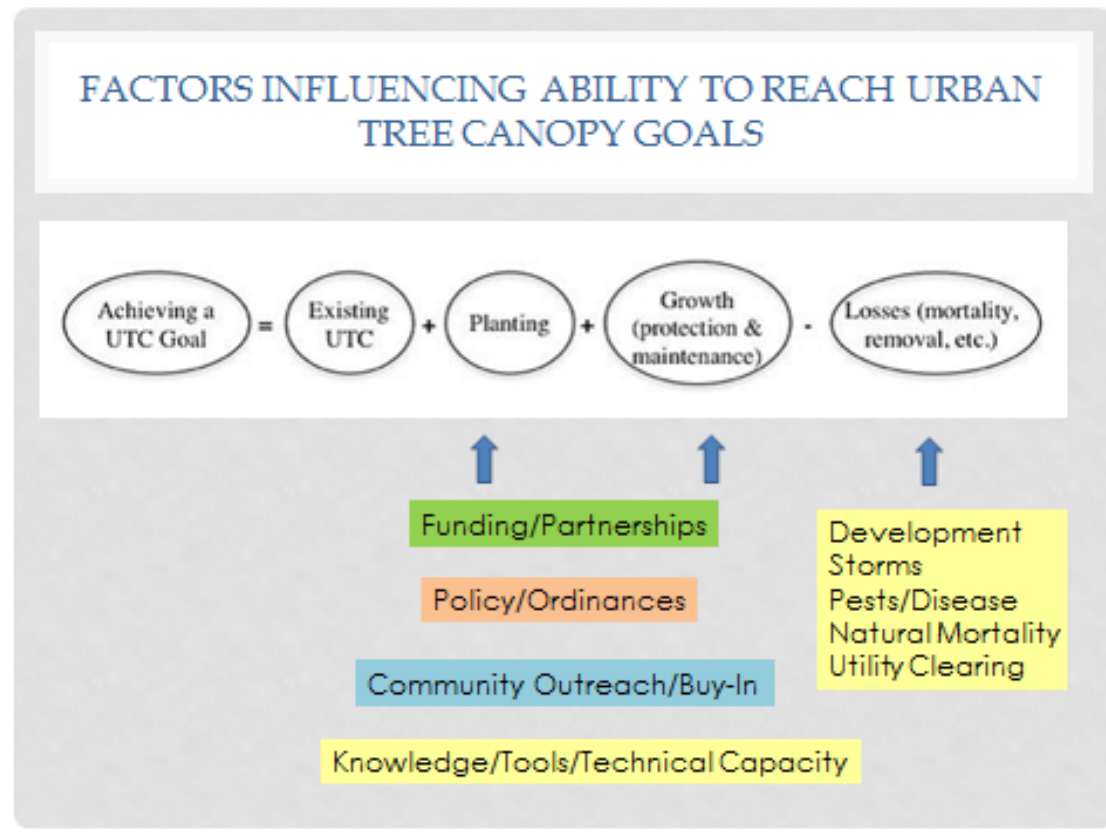 FACTORS INFLUENCING ABILITY TO REACH URBAN
TREE CANOPY GOALS
Achieving a
UTC Goal
=
Existing
UTC
+
Planting
+
Growth
(protection &
maintenance)
-
Losses (mortality,
removal, etc.)
Funding/Partnerships
Policy/Ordinances
Community Outreach/Buy-In
Knowledge/Tools/Technical Capacity
Development
Storms
Pests/Disease
Natural Mortality
Utility Clearing